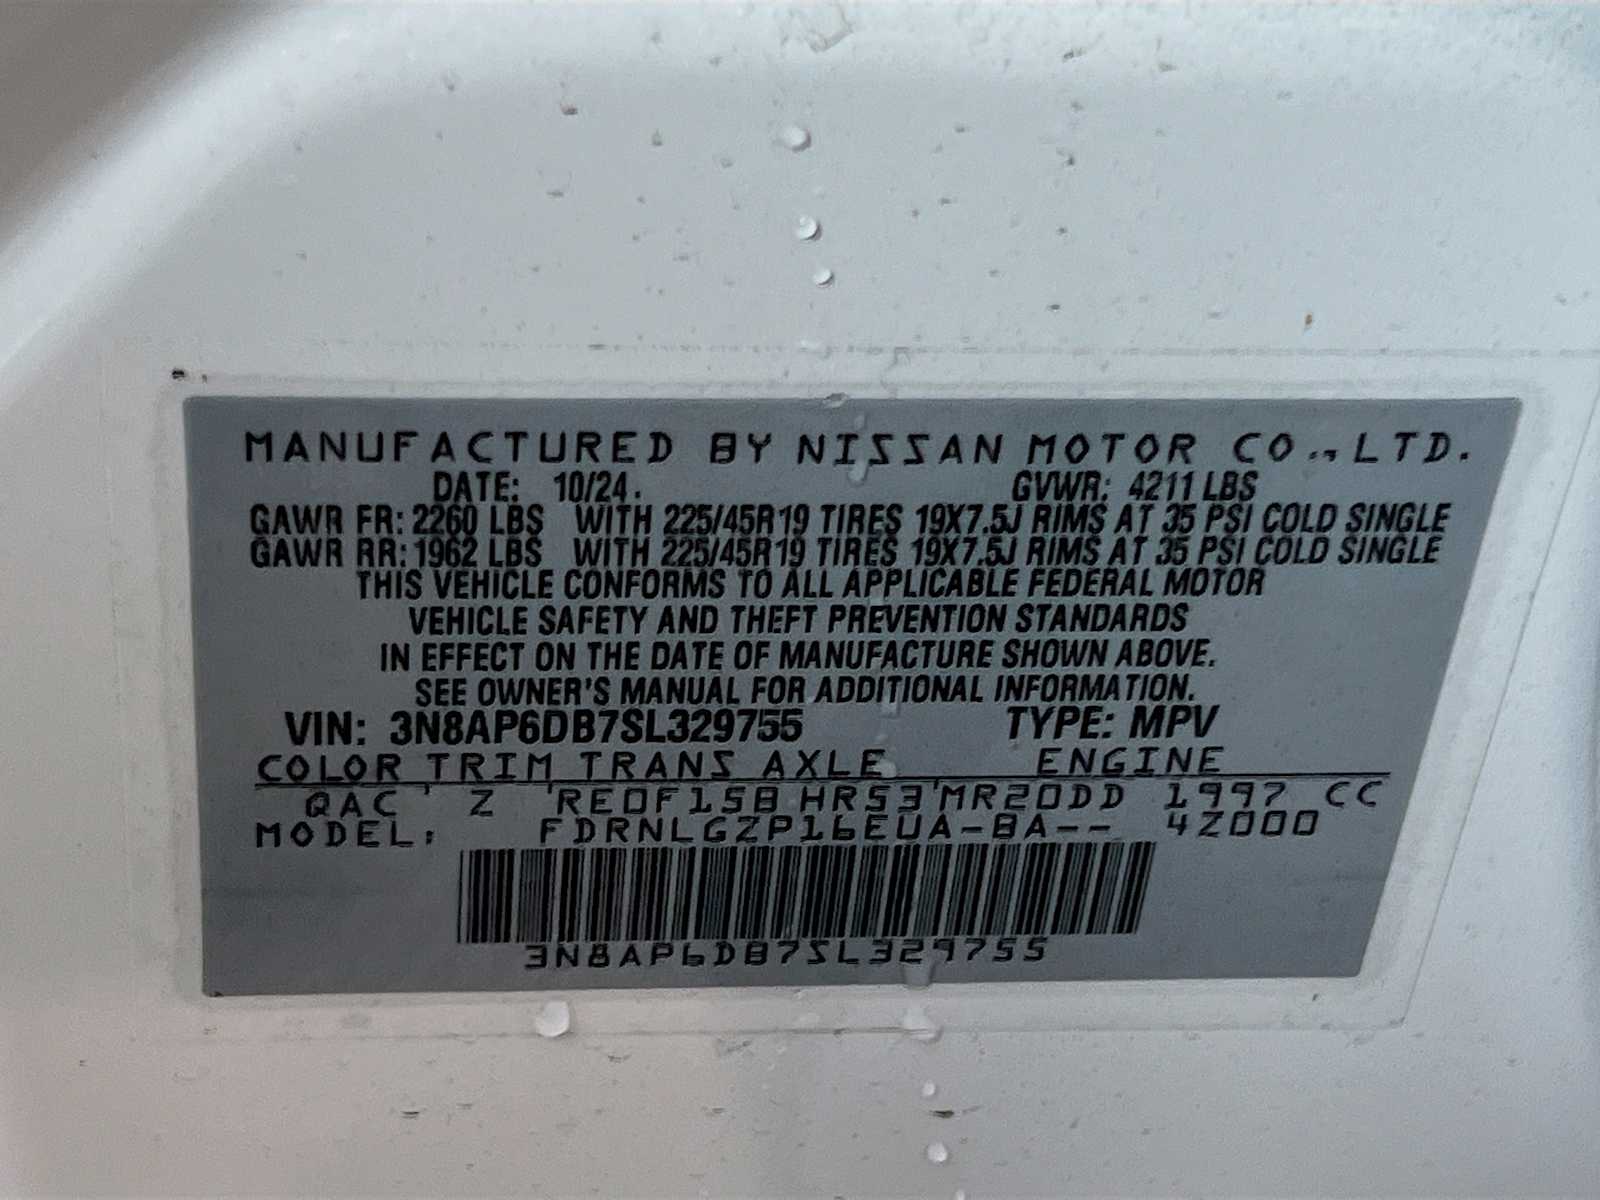 MANUFACTURED BY NISSAN MOTOR CO.,LTD.
DATE: 10/24. GVWR: 4211 LBS
GAWR FR: 2260 LBS WITH 225/45R19 TIRES 19X7.5J RIMS AT 35 PSI COLD SINGLE
GAWR RR: 1962 LBS WITH 225/45R19 TIRES 19X7.5J RIMS AT 35 PSI COLD SINGLE
THIS VEHICLE CONFORMS TO ALL APPLICABLE FEDERAL MOTOR
VEHICLE SAFETY AND THEFT PREVENTION STANDARDS
IN EFFECT ON THE DATE OF MANUFACTURE SHOWN ABOVE.
SEE OWNER'S MANUAL FOR ADDITIONAL INFORMATION.
VIN: 3N8AP6DB7SL329755 TYPE: MPV
COLOR TRIM TRANS AXLE ENGINE
QAC Z RE0F15B HR53 MR20DD 1997 CC
MODEL: FDRNLGZP16EUA-BA-- 4Z000
3N8AP6DB7SL329755